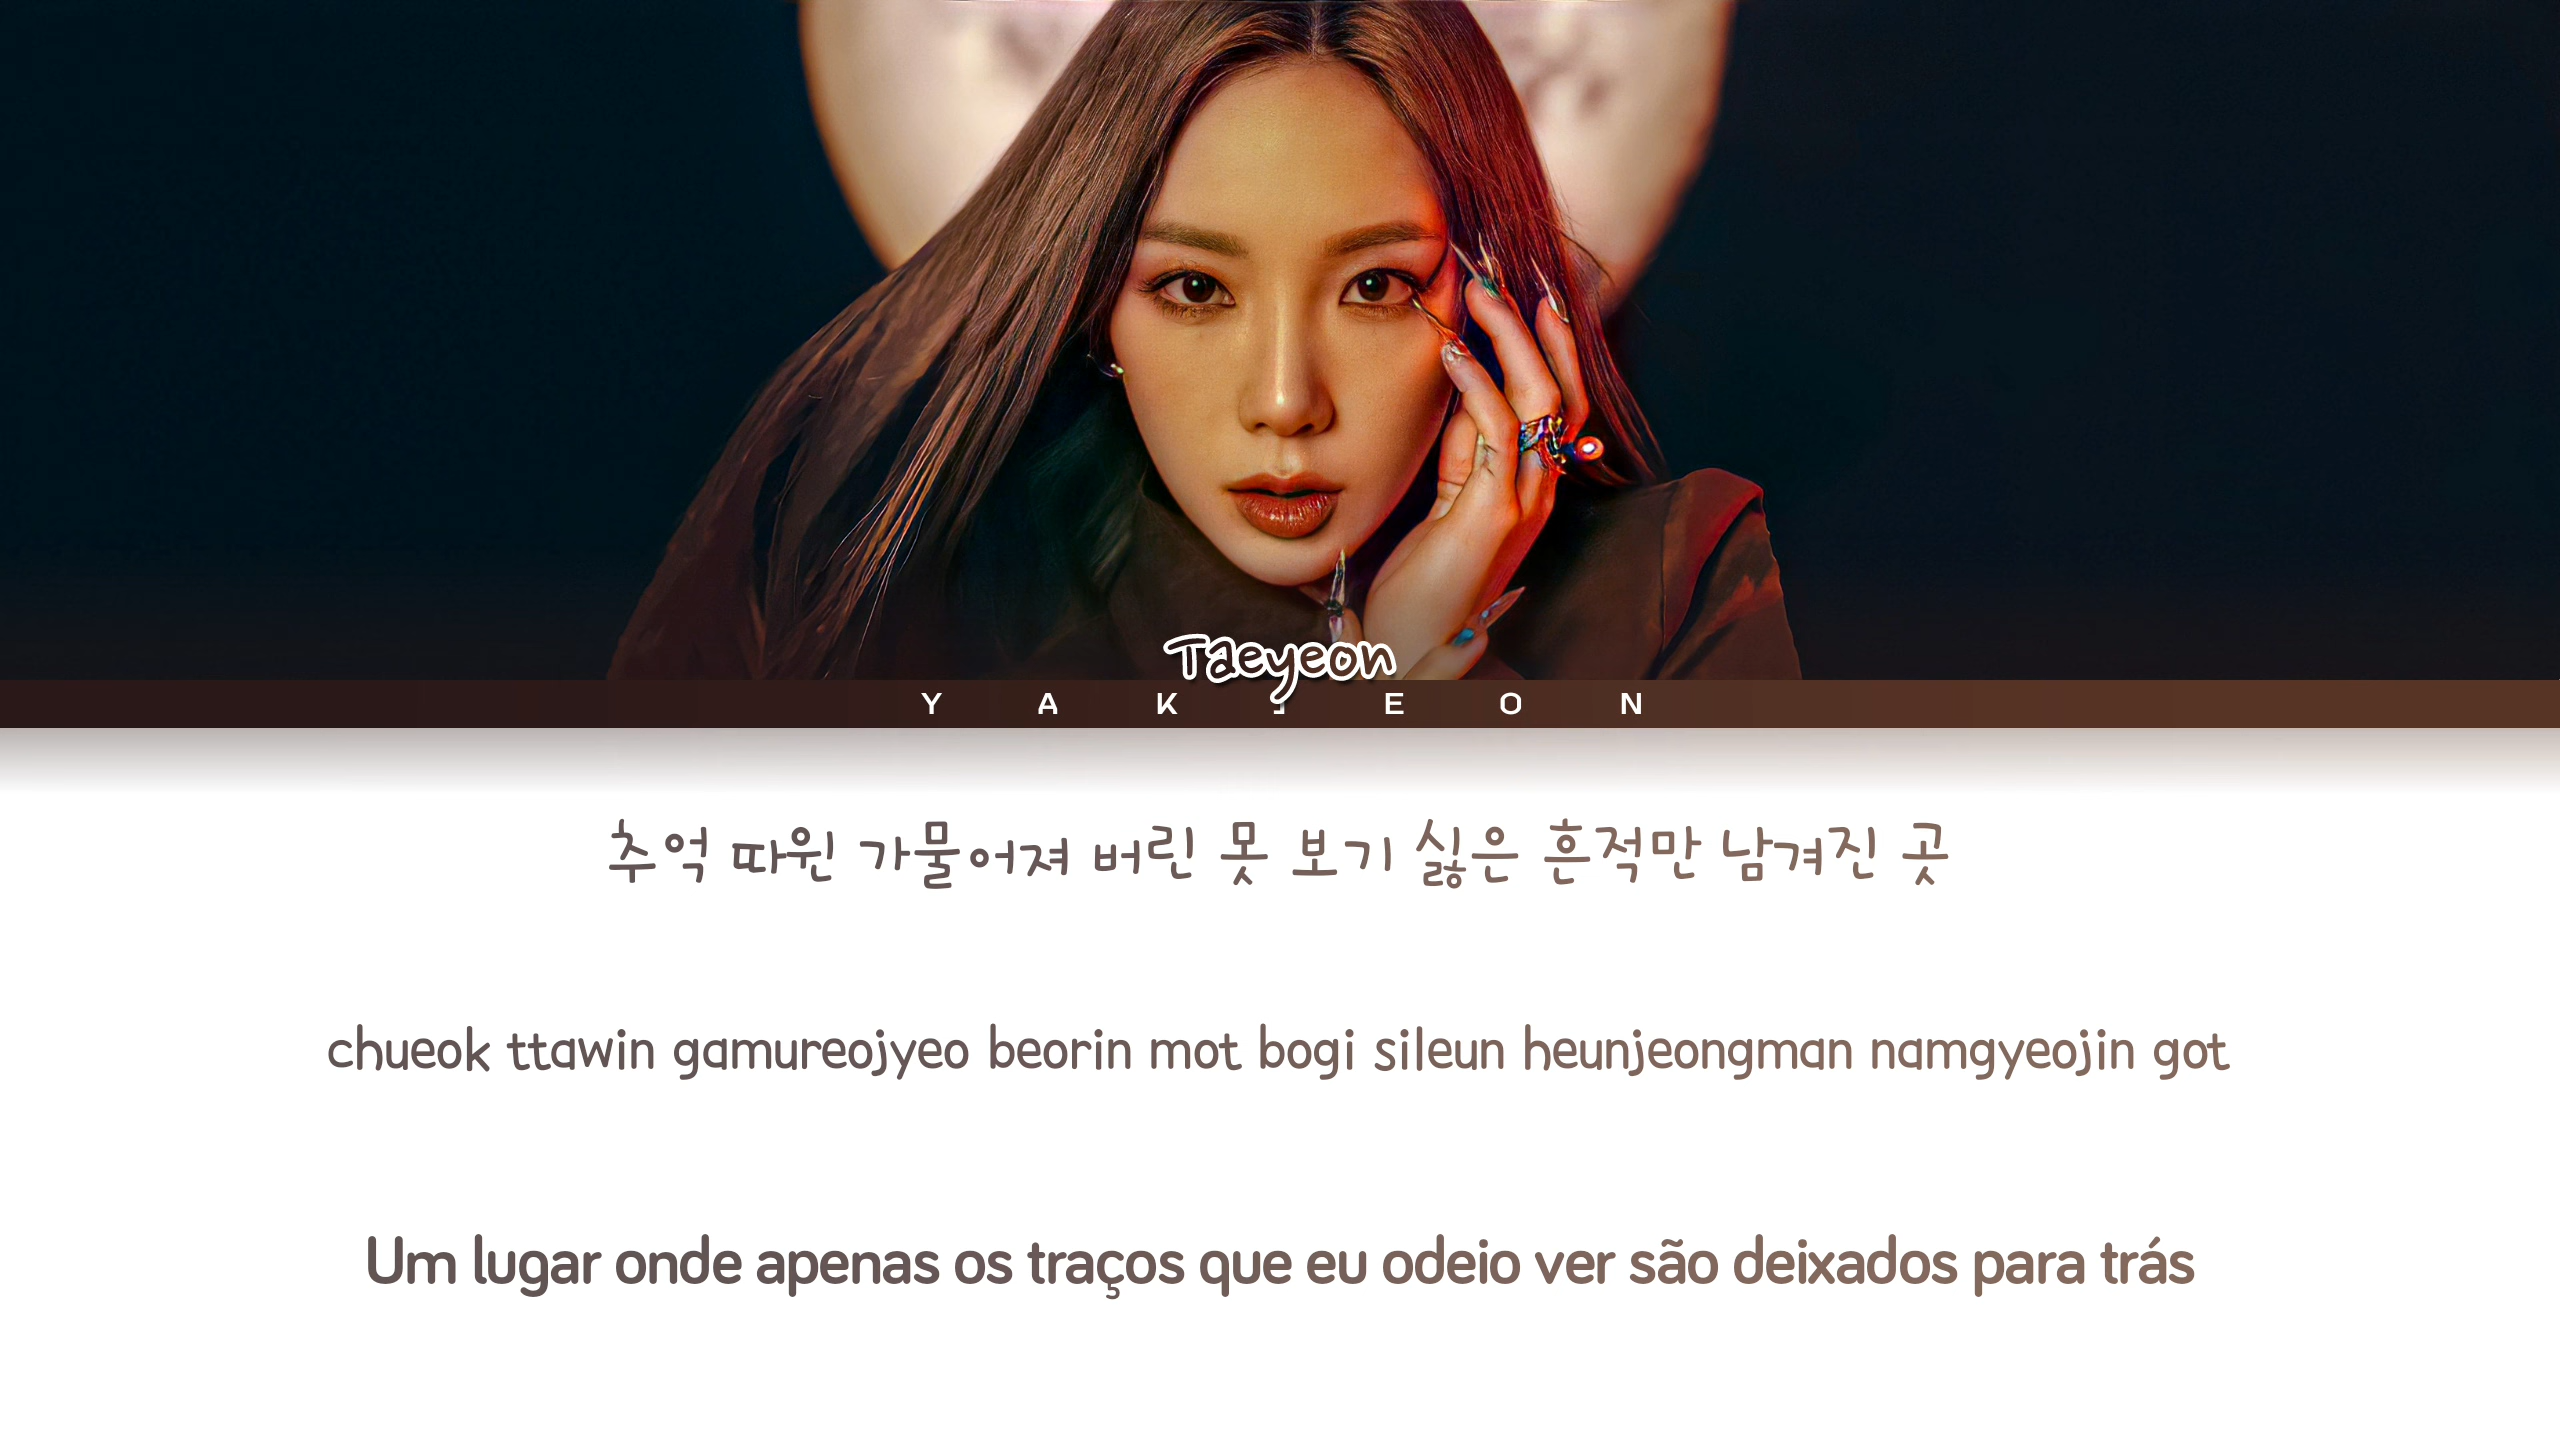 Taeyeon
YAKJEON
추억 따윈 가물어져 버린 못 보기 싫은 흔적만 남겨진 곳
chueok ttawin gamureojyeo beorin mot bogi sileun heunjeongman namgyeojin got
Um lugar onde apenas os traços que eu odeio ver são deixados para trás